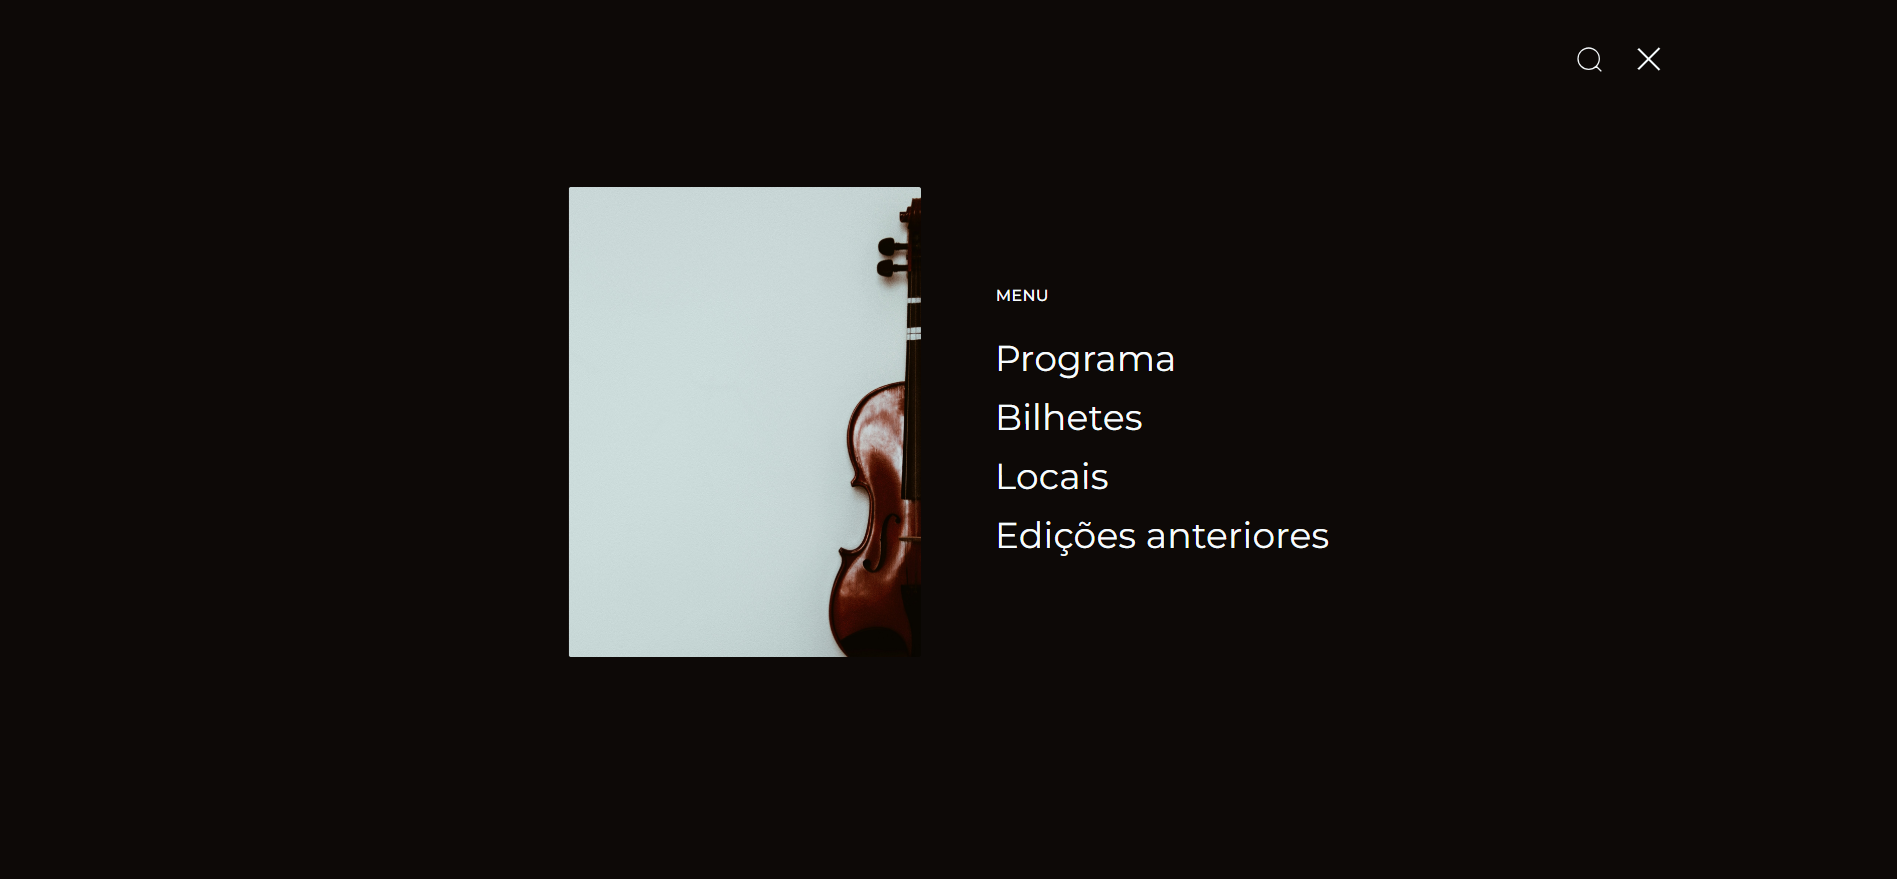 MENU
Programa
Bilhetes
Locais
Edições anteriores